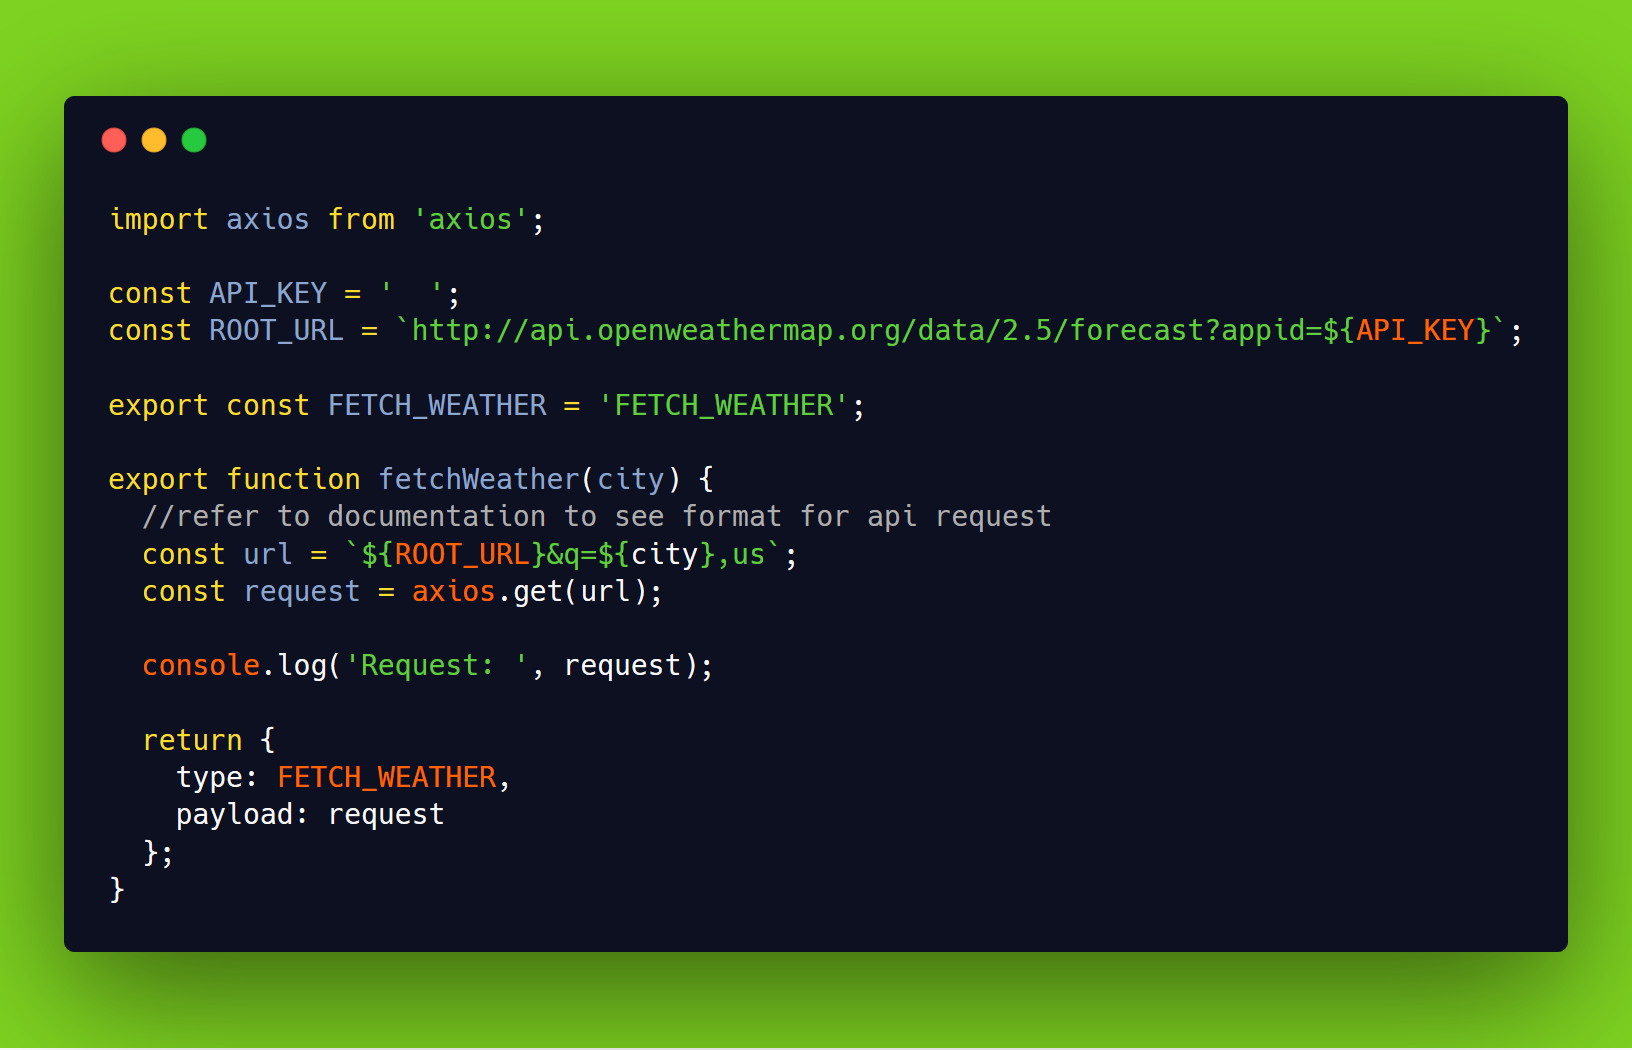 import axios from 'axios';

const API_KEY = '  ';
const ROOT_URL = `http://api.openweathermap.org/data/2.5/forecast?appid=${API_KEY}`;

export const FETCH_WEATHER = 'FETCH_WEATHER';

export function fetchWeather(city) {
  //refer to documentation to see format for api request
  const url = `${ROOT_URL}&q=${city},us`;
  const request = axios.get(url);

  console.log('Request: ', request);

  return {
    type: FETCH_WEATHER,
    payload: request
  };
}